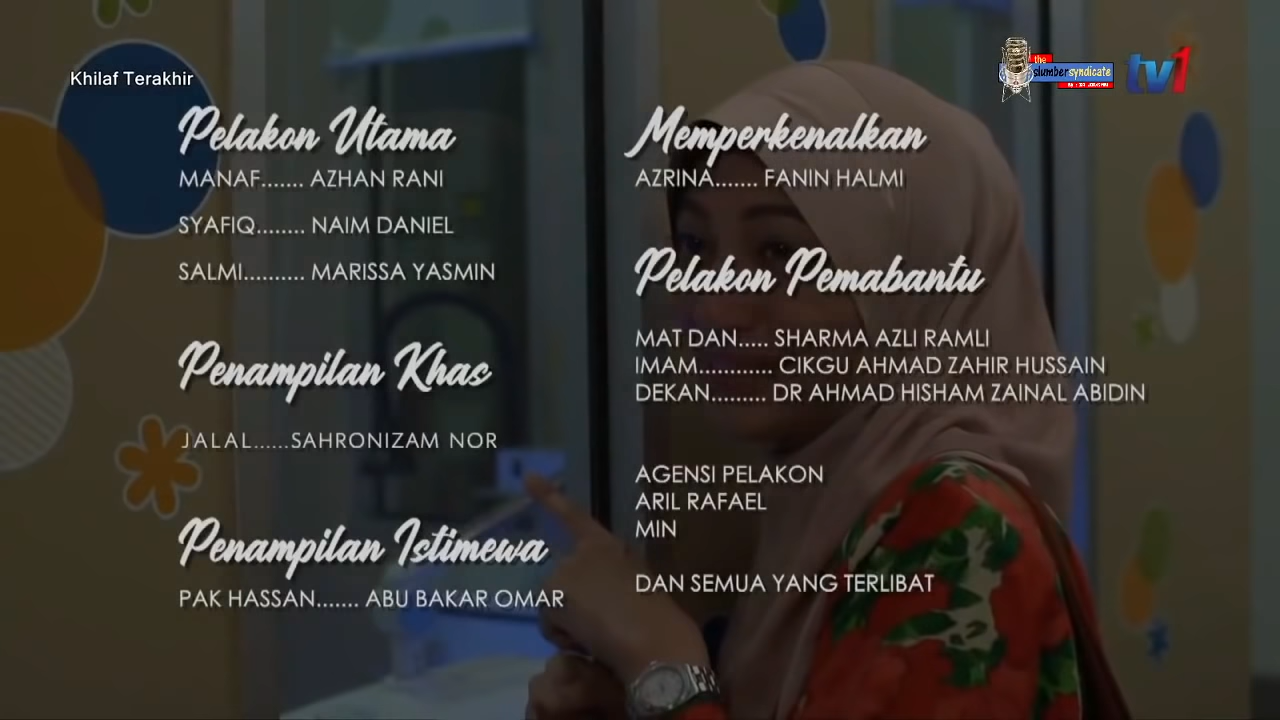 Khilaf Terakhir
the
slumbersyndicate
tv1
Pelakon Utama
MANAF....... AZHAN RANI
SYAFIQ........ NAIM DANIEL
SALMI.......... MARISSA YASMIN
Penampilan Khas
JALAL......SAHRONIZAM NOR
Penampilan Istimewa
PAK HASSAN....... ABU BAKAR OMAR
Memperkenalkan
AZRINA....... FANIN HALMI
Pelakon Pemabantu
MAT DAN..... SHARMA AZLI RAMLI
IMAM............ CIKGU AHMAD ZAHIR HUSSAIN
DEKAN......... DR AHMAD HISHAM ZAINAL ABIDIN
AGENSI PELAKON
ARIL RAFAEL
MIN
DAN SEMUA YANG TERLIBAT